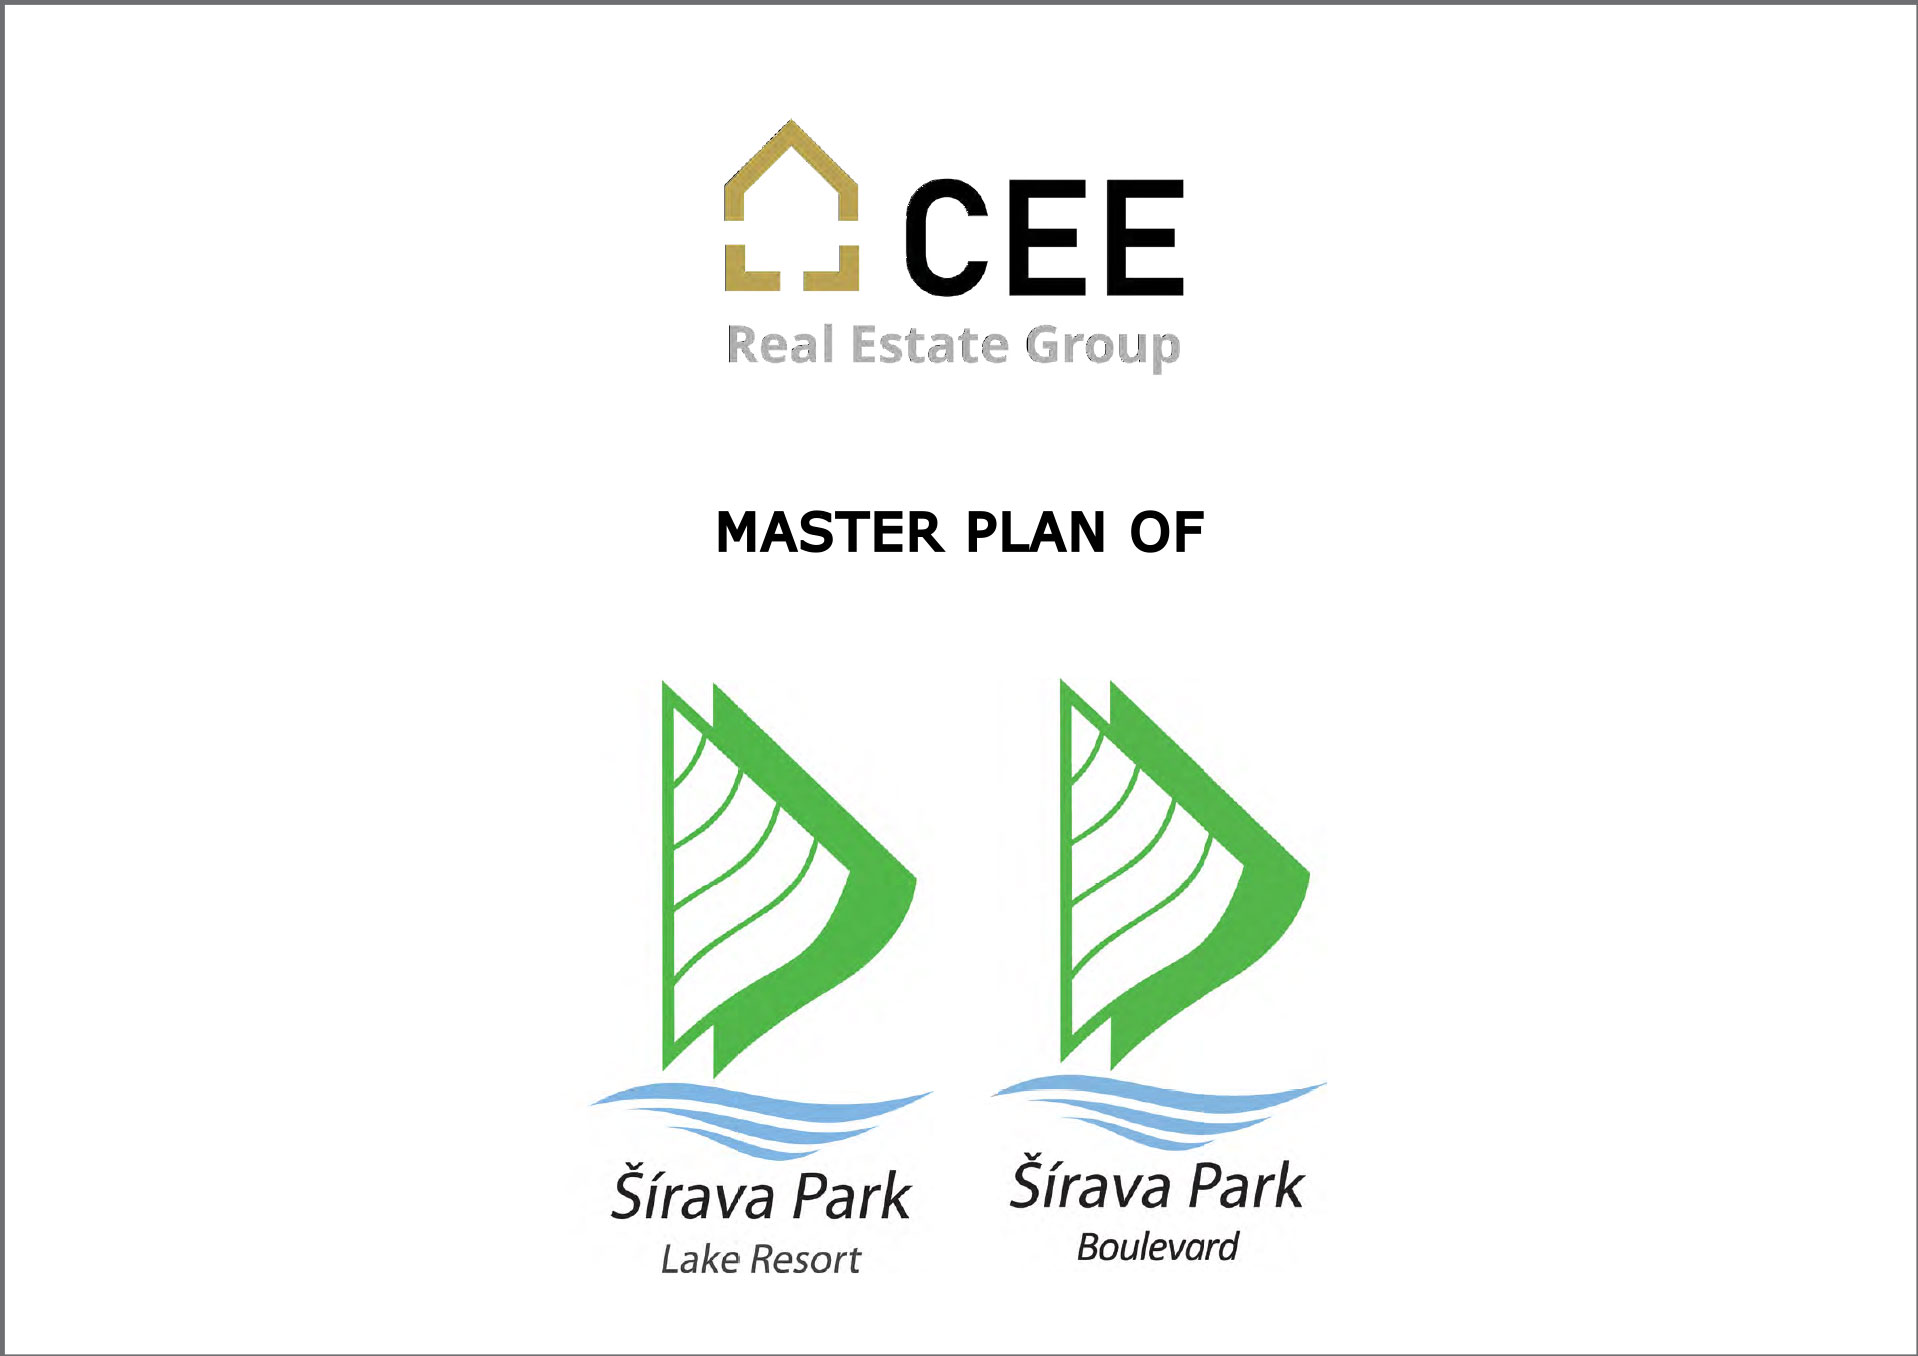 CEE
Real Estate Group
MASTER PLAN OF
Šírava Park
Lake Resort
Šírava Park
Boulevard